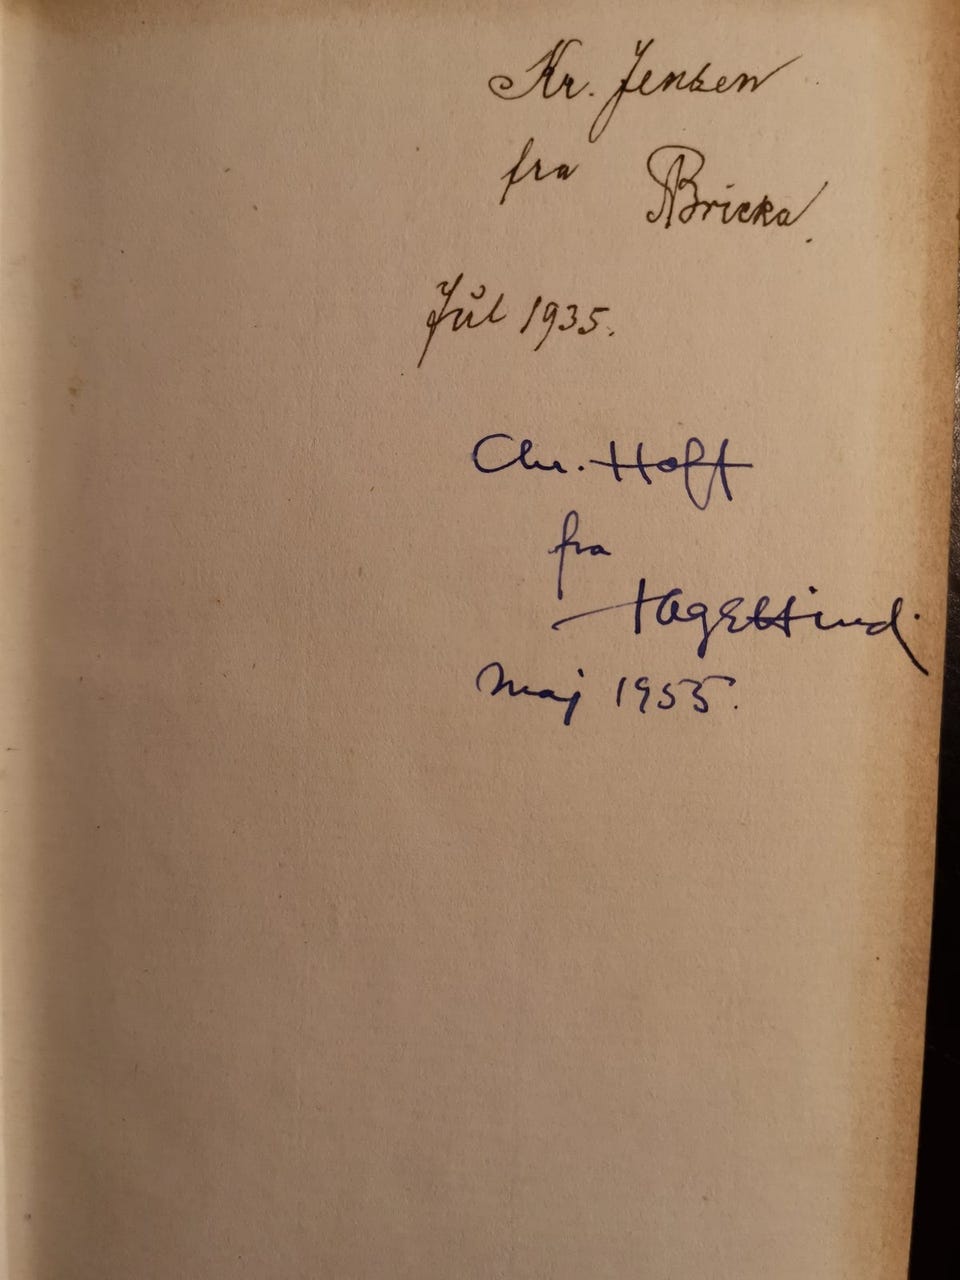 Kr. Jensen
fra Bricka.
Jul 1935.
Chr. Hoff
fra
maj 1955.